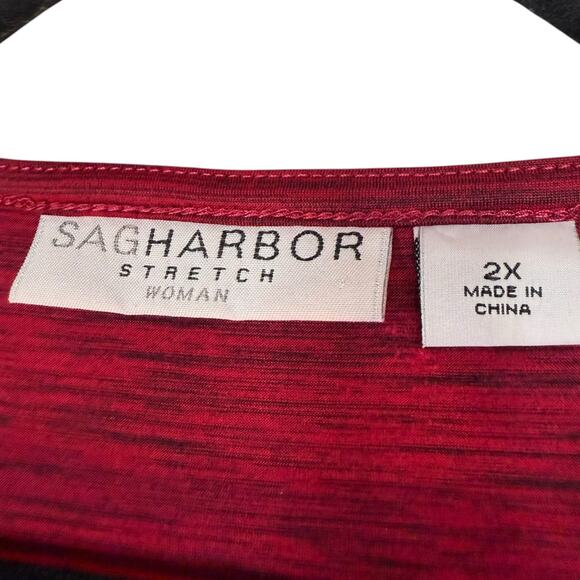 SAGHARBOR
STRETCH
WOMAN
2X
MADE IN
CHINA